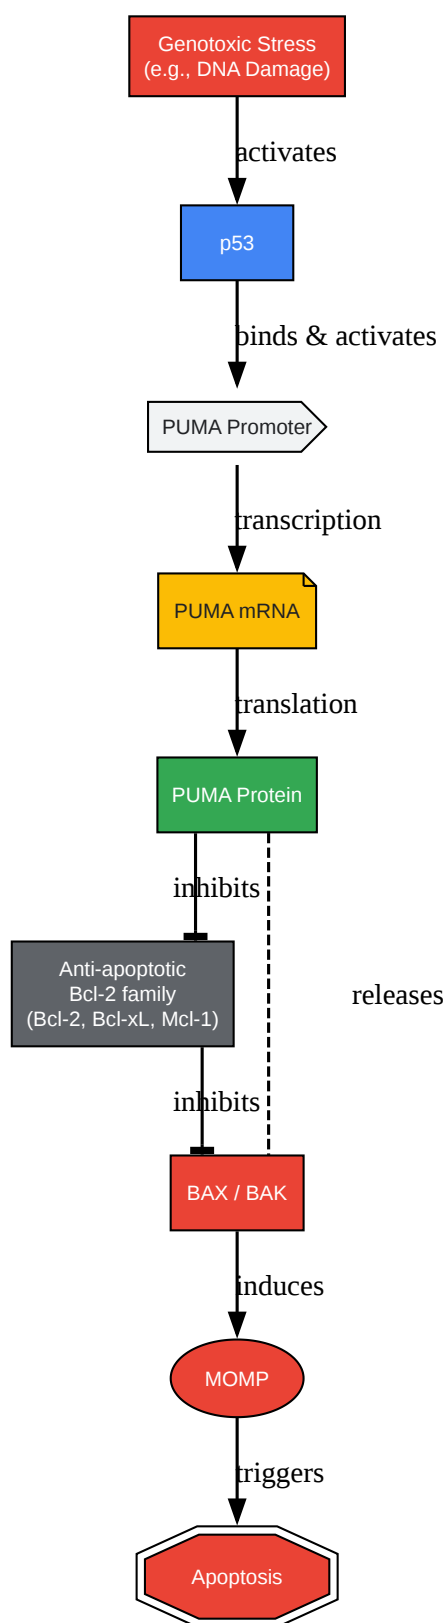 Genotoxic Stress
(e.g., DNA Damage)
activates
p53
binds & activates
PUMA Promoter
transcription
PUMA mRNA
translation
PUMA Protein
inhibits
Anti-apoptotic
Bcl-2 family
(Bcl-2, Bcl-xL, Mcl-1)
releases
inhibits
BAX / BAK
induces
MOMP
triggers
Apoptosis